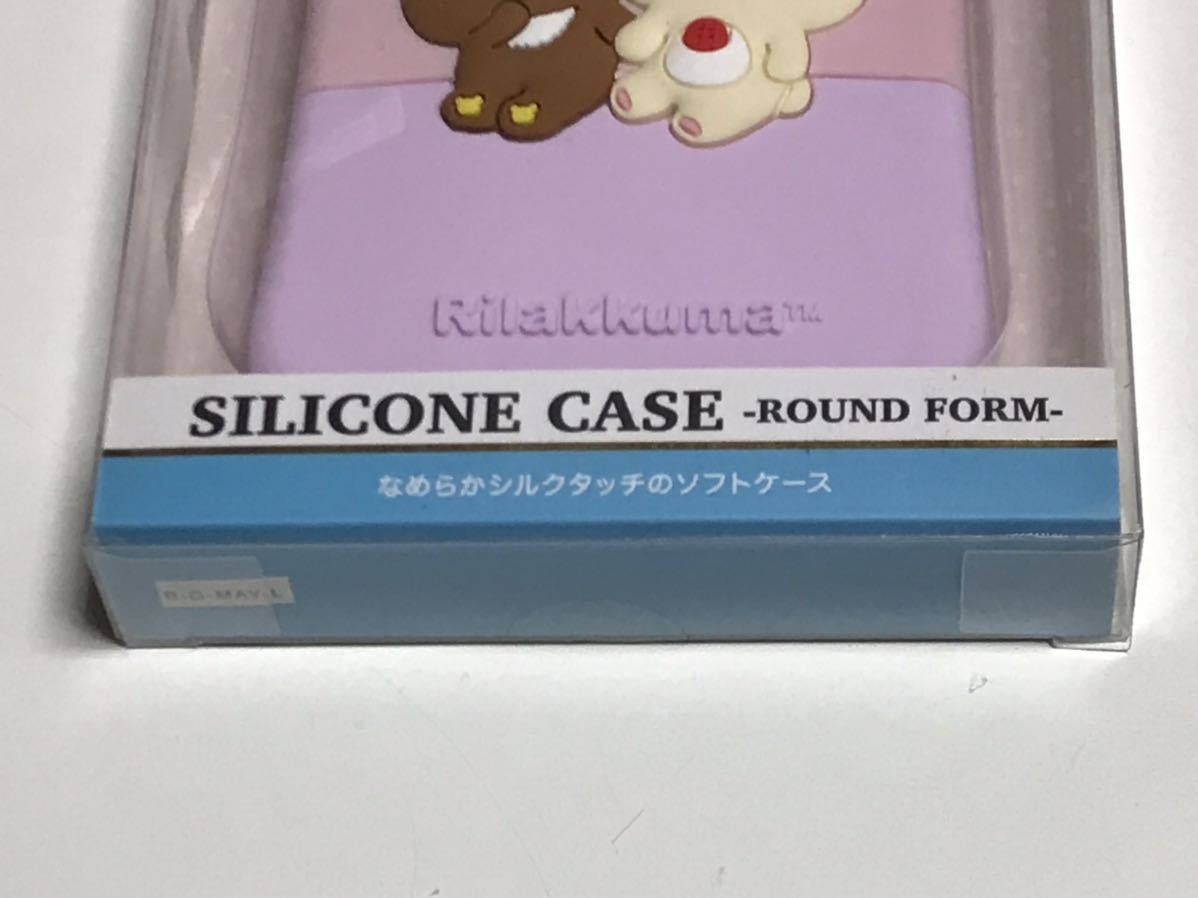 Rilakkuma™
SILICONE CASE -ROUND FORM-
なめらかシルクタッチのソフトケース
B-G-MAY-L